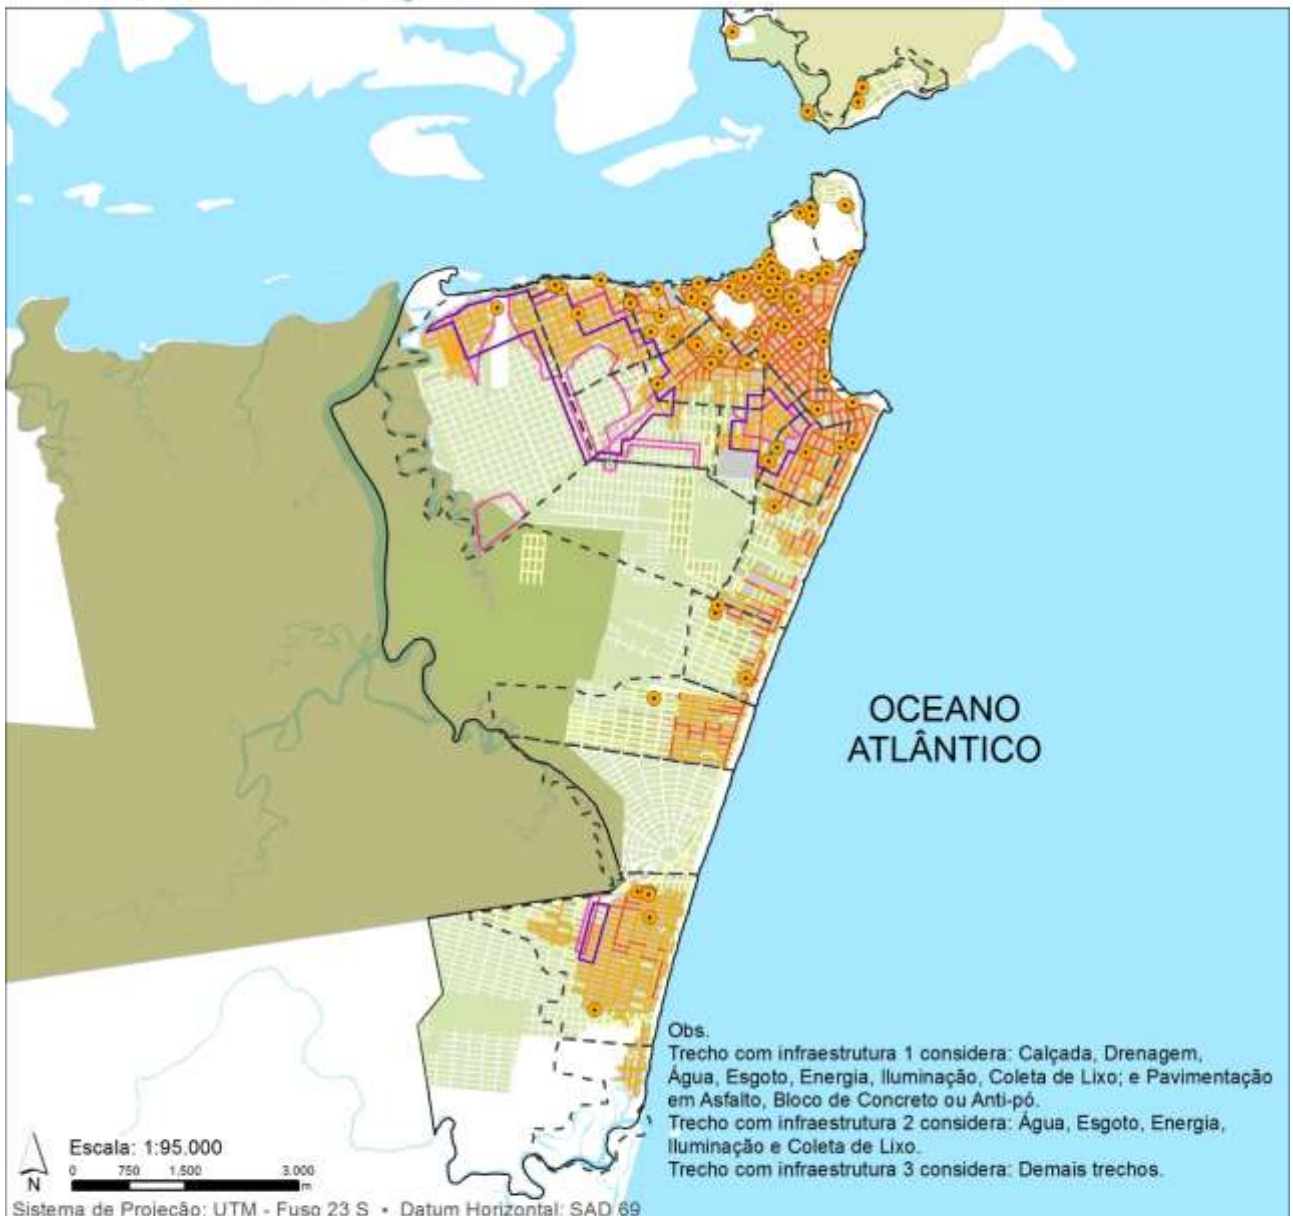 OCEANO
ATLÂNTICO
Obs.
Trecho com infraestrutura 1 considera: Calçada, Drenagem,
Água, Esgoto, Energia, Iluminação, Coleta de Lixo; e Pavimentação
em Asfalto, Bloco de Concreto ou Anti-pó.
Trecho com infraestrutura 2 considera: Água, Esgoto, Energia,
Iluminação e Coleta de Lixo.
Trecho com infraestrutura 3 considera: Demais trechos.
Escala: 1:95.000
0 750 1.500 3.000
m
N
Sistema de Projeção: UTM - Fuso 23 S • Datum Horizontal: SAD 69